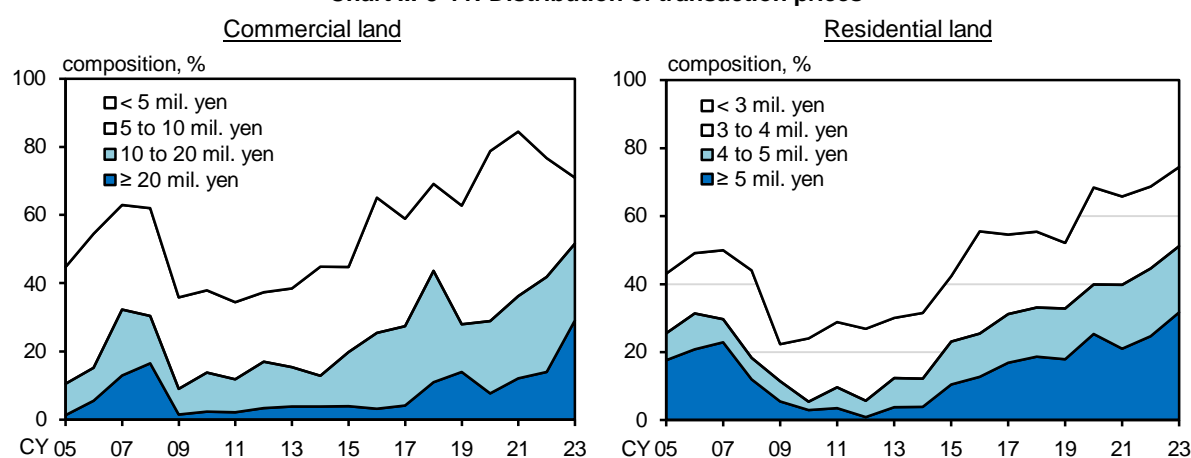 Commercial land
composition, %
100
80
60
40
20
0
< 5 mil. yen
5 to 10 mil. yen
10 to 20 mil. yen
≥ 20 mil. yen
CY 05 07 09 11 13 15 17 19 21 23
Residential land
composition, %
100
80
60
40
20
0
< 3 mil. yen
3 to 4 mil. yen
4 to 5 mil. yen
≥ 5 mil. yen
CY 05 07 09 11 13 15 17 19 21 23